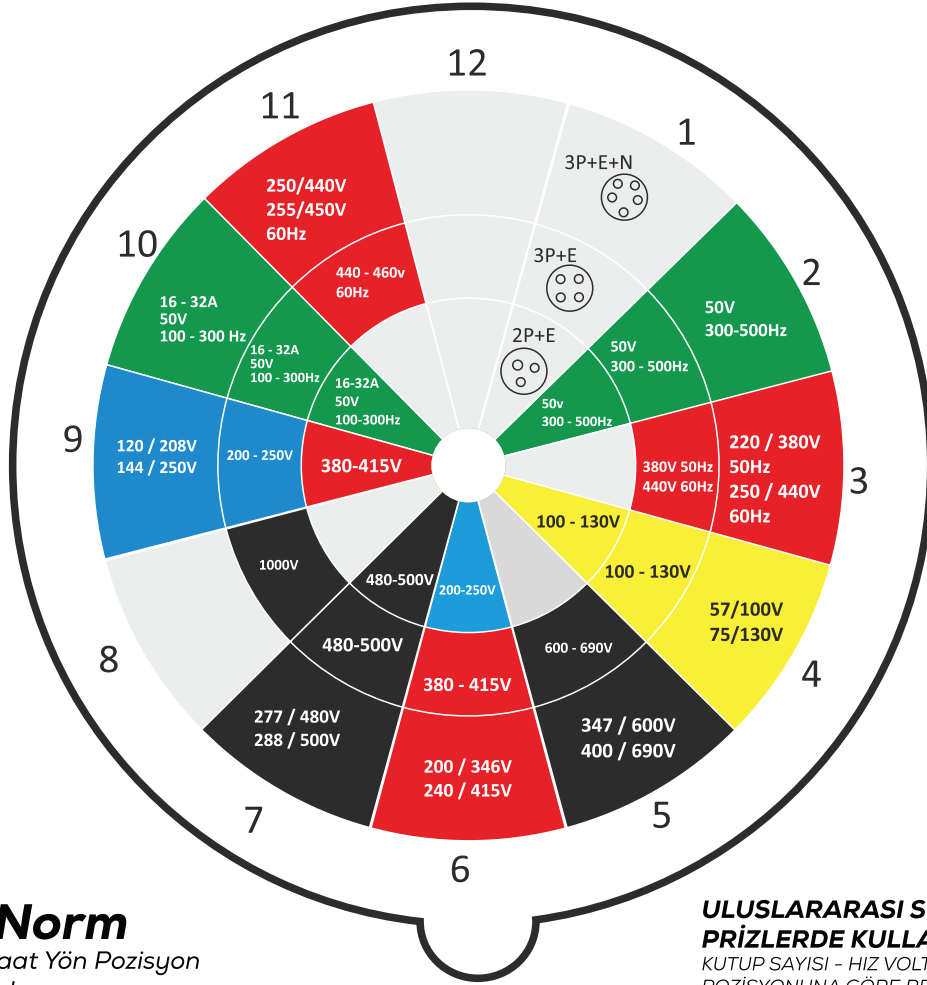 12
11
1
250/440V
255/450V
60Hz
3P+E+N
10
2
440 - 460v
60Hz
3P+E
16 - 32A
50V
100 - 300 Hz
50V
300-500Hz
2P+E
16 - 32A
50V
100 - 300Hz
50V
300 - 500Hz
16-32A
50V
100-300Hz
50v
300 - 500Hz
9
120 / 208V
144 / 250V
200 - 250V
380-415V
380V 50Hz
440V 60Hz
220 / 380V
50Hz
250 / 440V
60Hz
3
100 - 130V
1000V
480-500V
200-250V
100 - 130V
57/100V
75/130V
8
480-500V
380 - 415V
600 - 690V
4
277 / 480V
288 / 500V
200 / 346V
240 / 415V
347 / 600V
400 / 690V
7
5
6
Norm
aat Yön Pozisyon
ULUSLARARASI S
PRİZLERDE KULLA
KUTUP SAYISI - HIZ VOLT